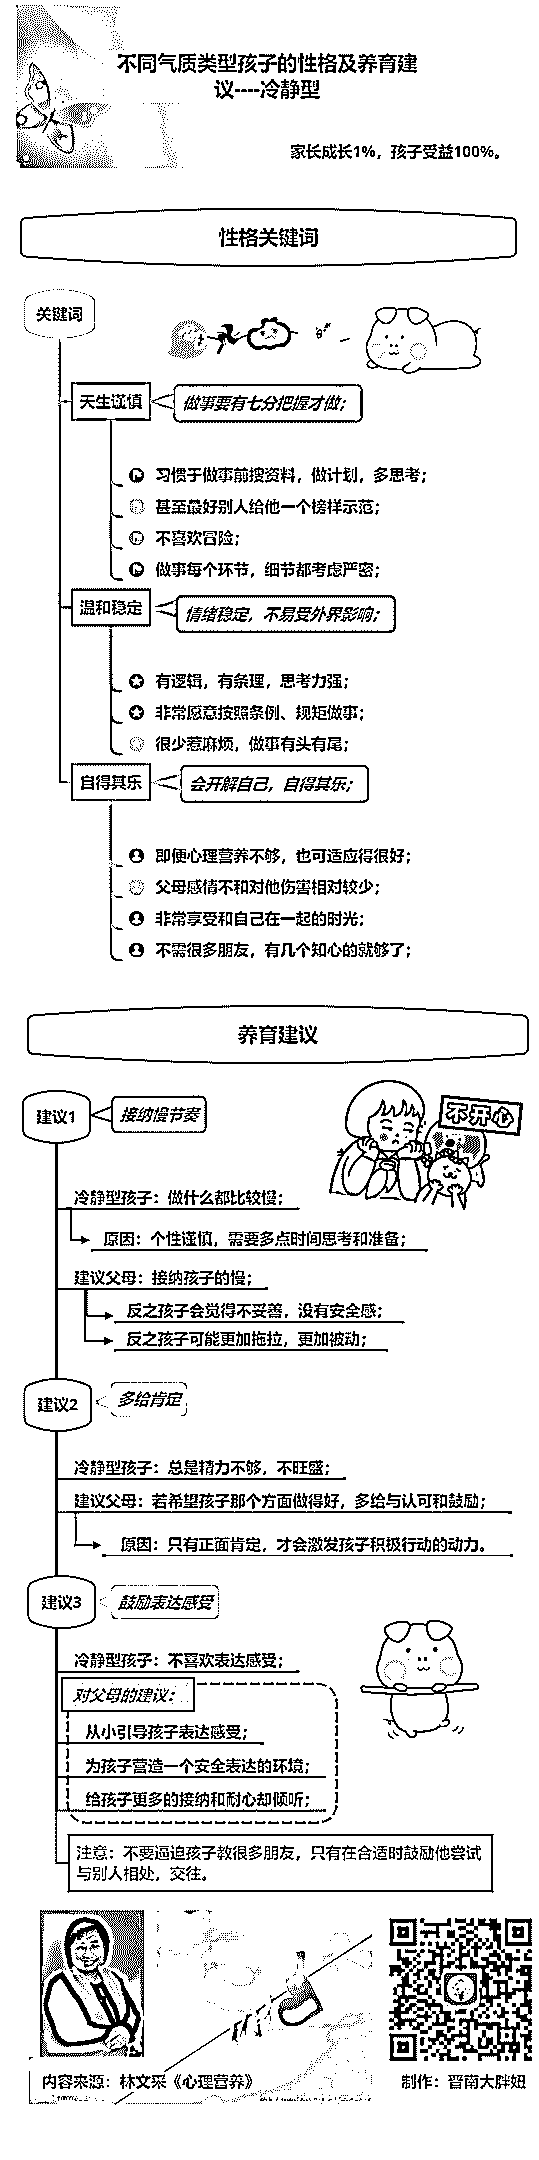 不同气质类型孩子的性格及养育建
议----冷静型
家长成长1%，孩子受益100%。
性格关键词
关键词
天生谨慎
做事要有七分把握才做；
习惯于做事前搜资料，做计划，多思考；
甚至最好别人给他一个榜样示范；
不喜欢冒险；
做事每个环节，细节都考虑严密；
温和稳定
情绪稳定，不易受外界影响；
有逻辑，有条理，思考力强；
非常愿意按照条例、规矩做事；
很少惹麻烦，做事有头有尾；
自得其乐
会开解自己，自得其乐；
即便心理营养不够，也可适应得很好；
父母感情不和对他伤害相对较少；
非常享受和自己在一起的时光；
不需很多朋友，有几个知心的就够了；
养育建议
建议1
接纳慢节奏
不开心
冷静型孩子：做什么都比较慢；
原因：个性谨慎，需要多点时间思考和准备；
建议父母：接纳孩子的慢；
反之孩子会觉得不妥善，没有安全感；
反之孩子可能更加拖拉，更加被动；
建议2
多给肯定
冷静型孩子：总是精力不够，不旺盛；
建议父母：若希望孩子那个方面做得好，多给与认可和鼓励；
原因：只有正面肯定，才会激发孩子积极行动的动力。
建议3
鼓励表达感受
冷静型孩子：不喜欢表达感受；
对父母的建议：
从小引导孩子表达感受；
为孩子营造一个安全表达的环境；
给孩子更多的接纳和耐心却倾听；
注意：不要逼迫孩子教很多朋友，只有在合适时鼓励他尝试
与别人相处，交往。
内容来源：林文采《心理营养》
制作：晋南大胖妞